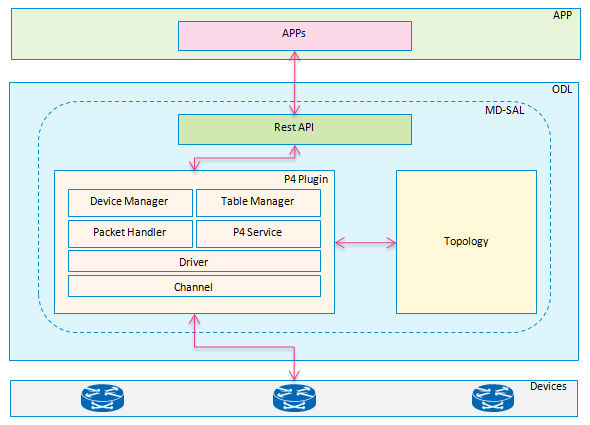 APP
APPs
ODL
MD-SAL
Rest API
P4 Plugin
Device Manager
Table Manager
Packet Handler
P4 Service
Driver
Channel
Topology
Devices